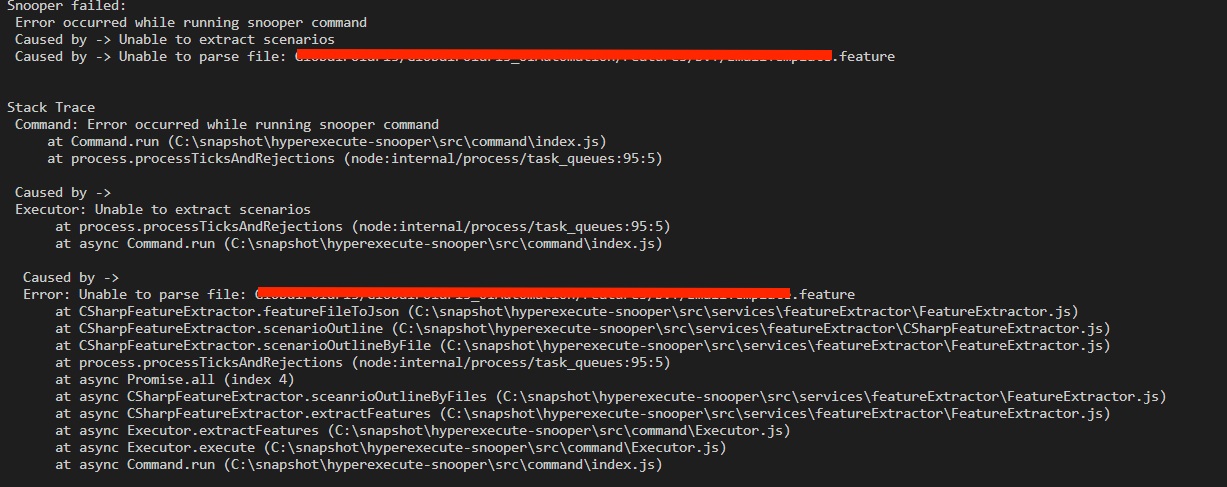 Snooper failed:
Error occurred while running snooper command
Caused by -> Unable to extract scenarios
Caused by -> Unable to parse file: .feature
Stack Trace
Command: Error occurred while running snooper command
at Command.run (C:\snapshot\hyperexecute-snooper\src\command\index.js)
at process.processTicksAndRejections (node:internal/process/task_queues:95:5)
Caused by ->
Executor: Unable to extract scenarios
at process.processTicksAndRejections (node:internal/process/task_queues:95:5)
at async Command.run (C:\snapshot\hyperexecute-snooper\src\command\index.js)
Caused by ->
Error: Unable to parse file: .feature
at CSharpFeatureExtractor.featureFileToJson (C:\snapshot\hyperexecute-snooper\src\services\featureExtractor\FeatureExtractor.js)
at CSharpFeatureExtractor.scenarioOutline (C:\snapshot\hyperexecute-snooper\src\services\featureExtractor\CSharpFeatureExtractor.js)
at CSharpFeatureExtractor.scenarioOutlineByFile (C:\snapshot\hyperexecute-snooper\src\services\featureExtractor\FeatureExtractor.js)
at process.processTicksAndRejections (node:internal/process/task_queues:95:5)
at async Promise.all (index 4)
at async CSharpFeatureExtractor.sceanrioOutlineByFiles (C:\snapshot\hyperexecute-snooper\src\services\featureExtractor\FeatureExtractor.js)
at async CSharpFeatureExtractor.extractFeatures (C:\snapshot\hyperexecute-snooper\src\services\featureExtractor\FeatureExtractor.js)
at async Executor.extractFeatures (C:\snapshot\hyperexecute-snooper\src\command\Executor.js)
at async Executor.execute (C:\snapshot\hyperexecute-snooper\src\command\Executor.js)
at async Command.run (C:\snapshot\hyperexecute-snooper\src\command\index.js)